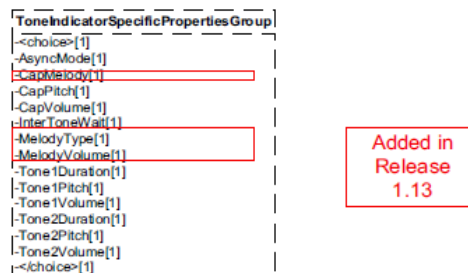 ToneIndicatorSpecificPropertiesGroup
-<choice>[1]
-AsyncMode[1]
-CapMelody[1]
-CapPitch[1]
-CapVolume[1]
-InterToneWait[1]
-MelodyType[1]
-MelodyVolume[1]
-Tone1Duration[1]
-Tone1Pitch[1]
-Tone1Volume[1]
-Tone2Duration[1]
-Tone2Pitch[1]
-Tone2Volume[1]
-</choice>[1]
Added in
Release
1.13